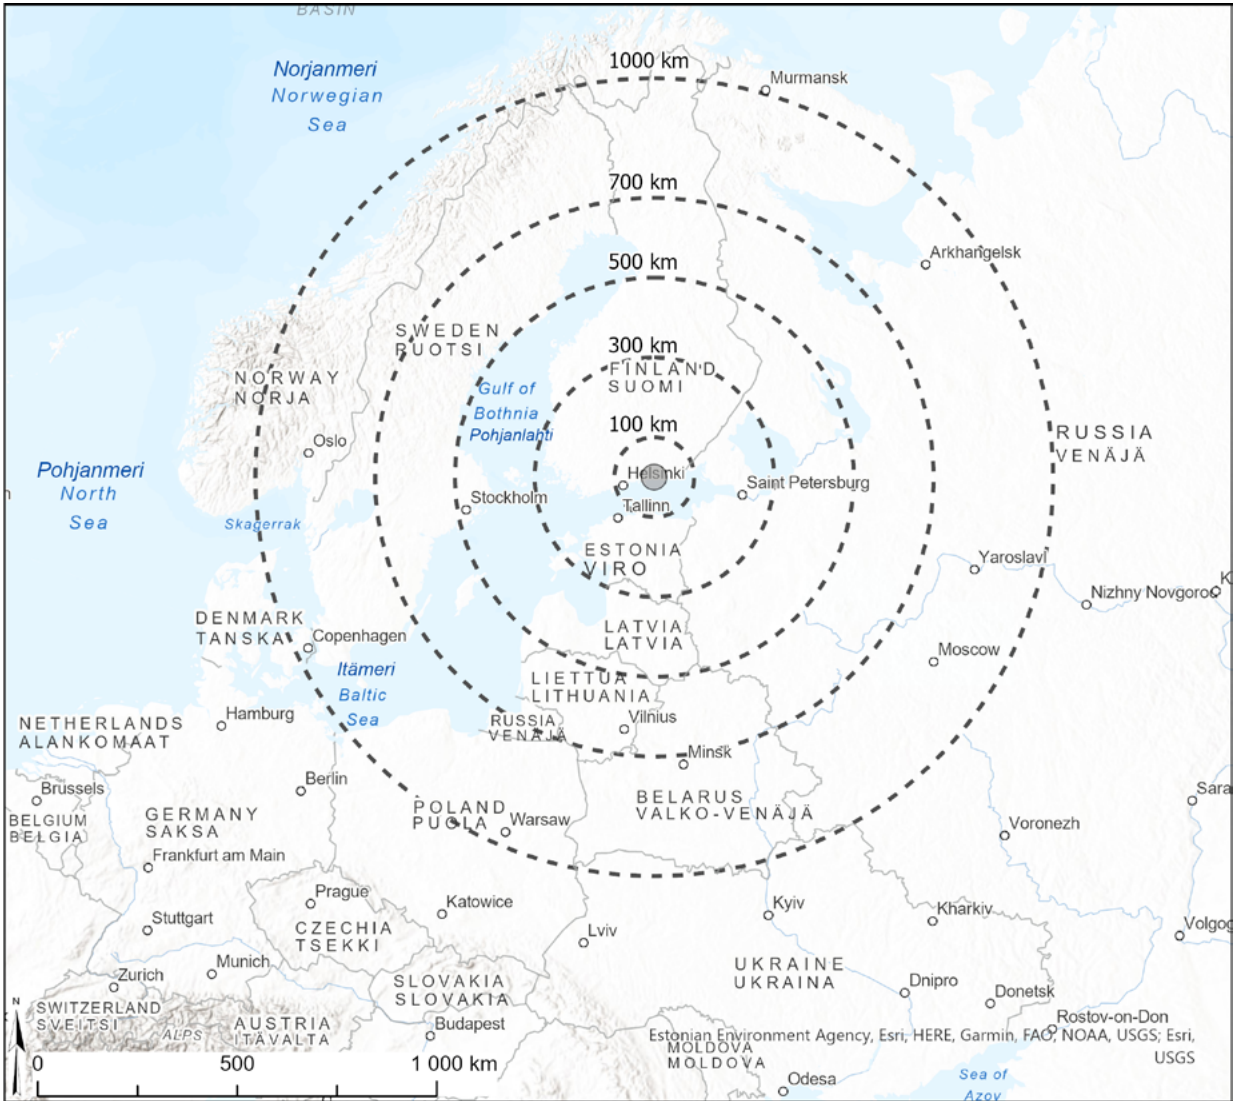 BASIN
Norjanmeri
Norwegian
Sea
1000 km
Murmansk
700 km
Arkhangelsk
500 km
SWEDEN
RUOTSI
300 km
FINLAND
SUOMI
NORWAY
NORJA
Gulf of
Bothnia
Pohjanlahti
100 km
Oslo
RUSSIA
VENÄJÄ
Pohjanmeri
North
Sea
Helsinki
Saint Petersburg
Stockholm
Tallinn
Skagerrak
ESTONIA
VIRO
Yaroslavl
Nizhny Novgorod
K
DENMARK
TANSKA
Copenhagen
LATVIA
LATVIA
Moscow
Itämeri
Baltic
Sea
LIETTUA
LITHUANIA
Hamburg
RUSSIA
VENÄJÄ
Vilnius
NETHERLANDS
ALANKOMAAT
Minsk
Berlin
Brussels
BELGIUM
BELGIA
GERMANY
SAKSA
POLAND
PUOLA
Warsaw
BELARUS
VALKO-VENÄJÄ
Sara
Voronezh
Frankfurt am Main
Prague
Katowice
Kyiv
Kharkiv
Stuttgart
CZECHIA
TSEKKI
Lviv
Volgog
Munich
Zurich
SLOVAKIA
SLOVAKIA
UKRAINE
UKRAINA
Dnipro
Donetsk
N
SWITZERLAND
SVEITSI
ALPS
AUSTRIA
ITÄVALTA
Budapest
Rostov-on-Don
Estonian Environment Agency, Esri, HERE, Garmin, FAO, NOAA, USGS; Esri,
USGS
MOLDOVA
MOLDOVA
0 500 1 000 km
Odesa
Sea of
Azov